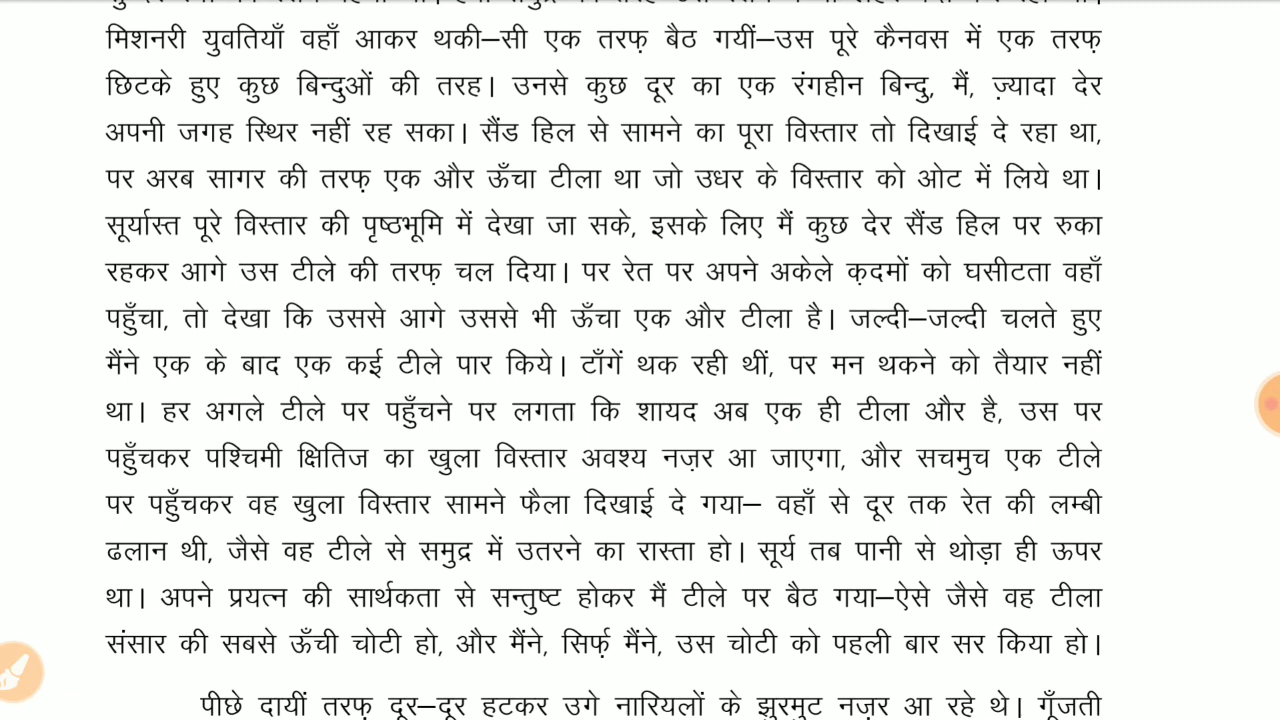 मिशनरी युवतियाँ वहाँ आकर थकी–सी एक तरफ़ बैठ गयीं–उस पूरे कैनवस में एक तरफ़
छिटके हुए कुछ बिन्दुओं की तरह। उनसे कुछ दूर का एक रंगहीन बिन्दु, मैं, ज़्यादा देर
अपनी जगह स्थिर नहीं रह सका। सैंड हिल से सामने का पूरा विस्तार तो दिखाई दे रहा था,
पर अरब सागर की तरफ़ एक और ऊँचा टीला था जो उधर के विस्तार को ओट में लिये था।
सूर्यास्त पूरे विस्तार की पृष्ठभूमि में देखा जा सके, इसके लिए मैं कुछ देर सैंड हिल पर रुका
रहकर आगे उस टीले की तरफ़ चल दिया। पर रेत पर अपने अकेले क़दमों को घसीटता वहाँ
पहुँचा, तो देखा कि उससे आगे उससे भी ऊँचा एक और टीला है। जल्दी–जल्दी चलते हुए
मैंने एक के बाद एक कई टीले पार किये। टाँगें थक रही थीं, पर मन थकने को तैयार नहीं
था। हर अगले टीले पर पहुँचने पर लगता कि शायद अब एक ही टीला और है, उस पर
पहुँचकर पश्चिमी क्षितिज का खुला विस्तार अवश्य नज़र आ जाएगा, और सचमुच एक टीले
पर पहुँचकर वह खुला विस्तार सामने फैला दिखाई दे गया– वहाँ से दूर तक रेत की लम्बी
ढलान थी, जैसे वह टीले से समुद्र में उतरने का रास्ता हो। सूर्य तब पानी से थोड़ा ही ऊपर
था। अपने प्रयत्न की सार्थकता से सन्तुष्ट होकर मैं टीले पर बैठ गया–ऐसे जैसे वह टीला
संसार की सबसे ऊँची चोटी हो, और मैंने, सिर्फ़ मैंने, उस चोटी को पहली बार सर किया हो।
पीछे दायीं तरफ़ दूर–दूर हटकर उगे नारियलों के झुरमुट नज़र आ रहे थे। गूँजती